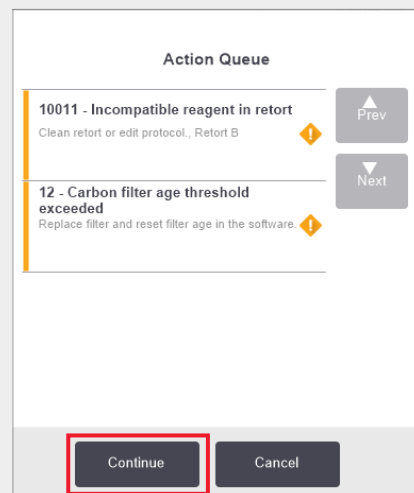 Action Queue
10011 - Incompatible reagent in retort
Clean retort or edit protocol., Retort B
Prev
12 - Carbon filter age threshold
exceeded
Replace filter and reset filter age in the software.
Next
Continue
Cancel